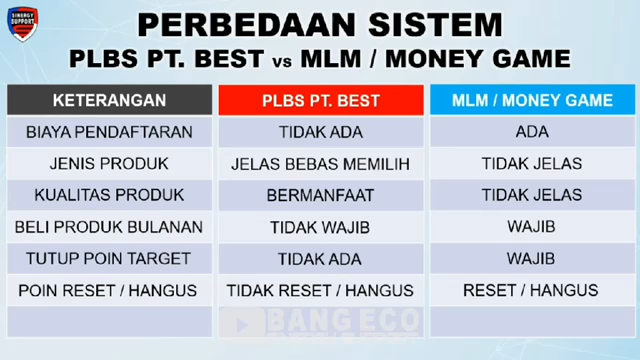 SINERGY
SUPPORT
PERBEDAAN SISTEM
PLBS PT. BEST vs MLM / MONEY GAME
KETERANGAN PLBS PT. BEST MLM / MONEY GAME
BIAYA PENDAFTARAN TIDAK ADA ADA
JENIS PRODUK JELAS BEBAS MEMILIH TIDAK JELAS
KUALITAS PRODUK BERMANFAAT TIDAK JELAS
BELI PRODUK BULANAN TIDAK WAJIB WAJIB
TUTUP POIN TARGET TIDAK ADA WAJIB
POIN RESET / HANGUS TIDAK RESET / HANGUS RESET / HANGUS
BANG ECO